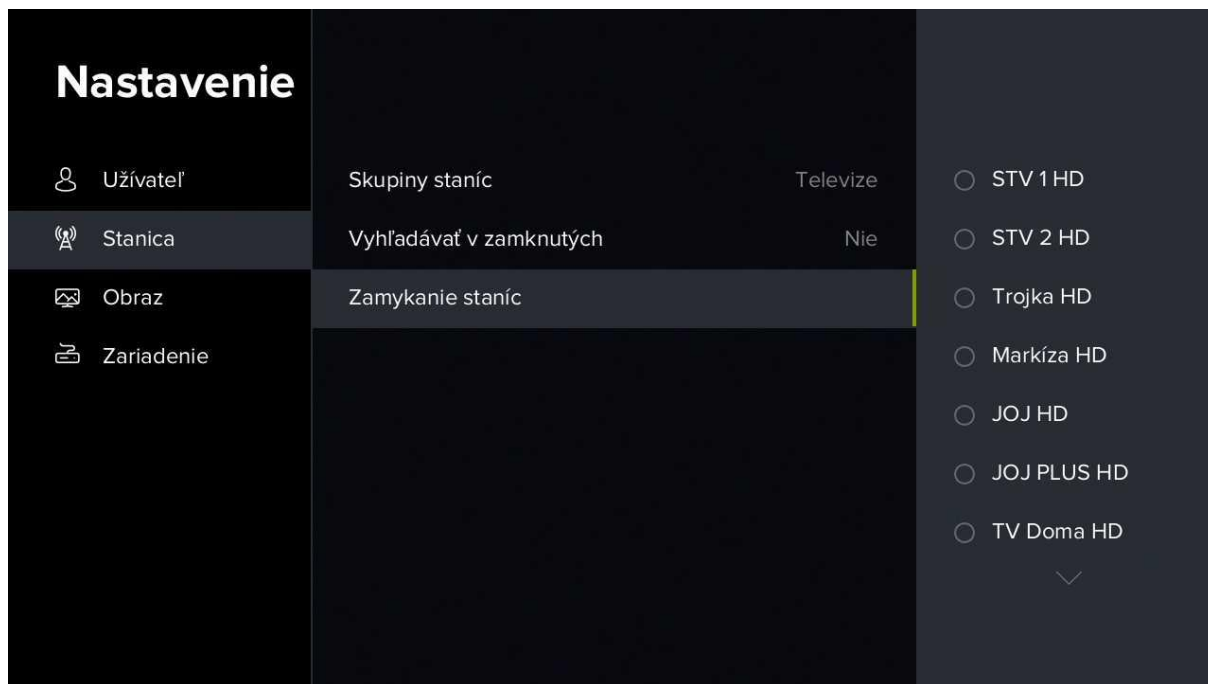 Nastavenie
Užívateľ
Stanica
Obraz
Zariadenie
Skupiny staníc Televize
Vyhľadávať v zamknutých Nie
Zamykanie staníc
STV 1 HD
STV 2 HD
Trojka HD
Markíza HD
JOJ HD
JOJ PLUS HD
TV Doma HD